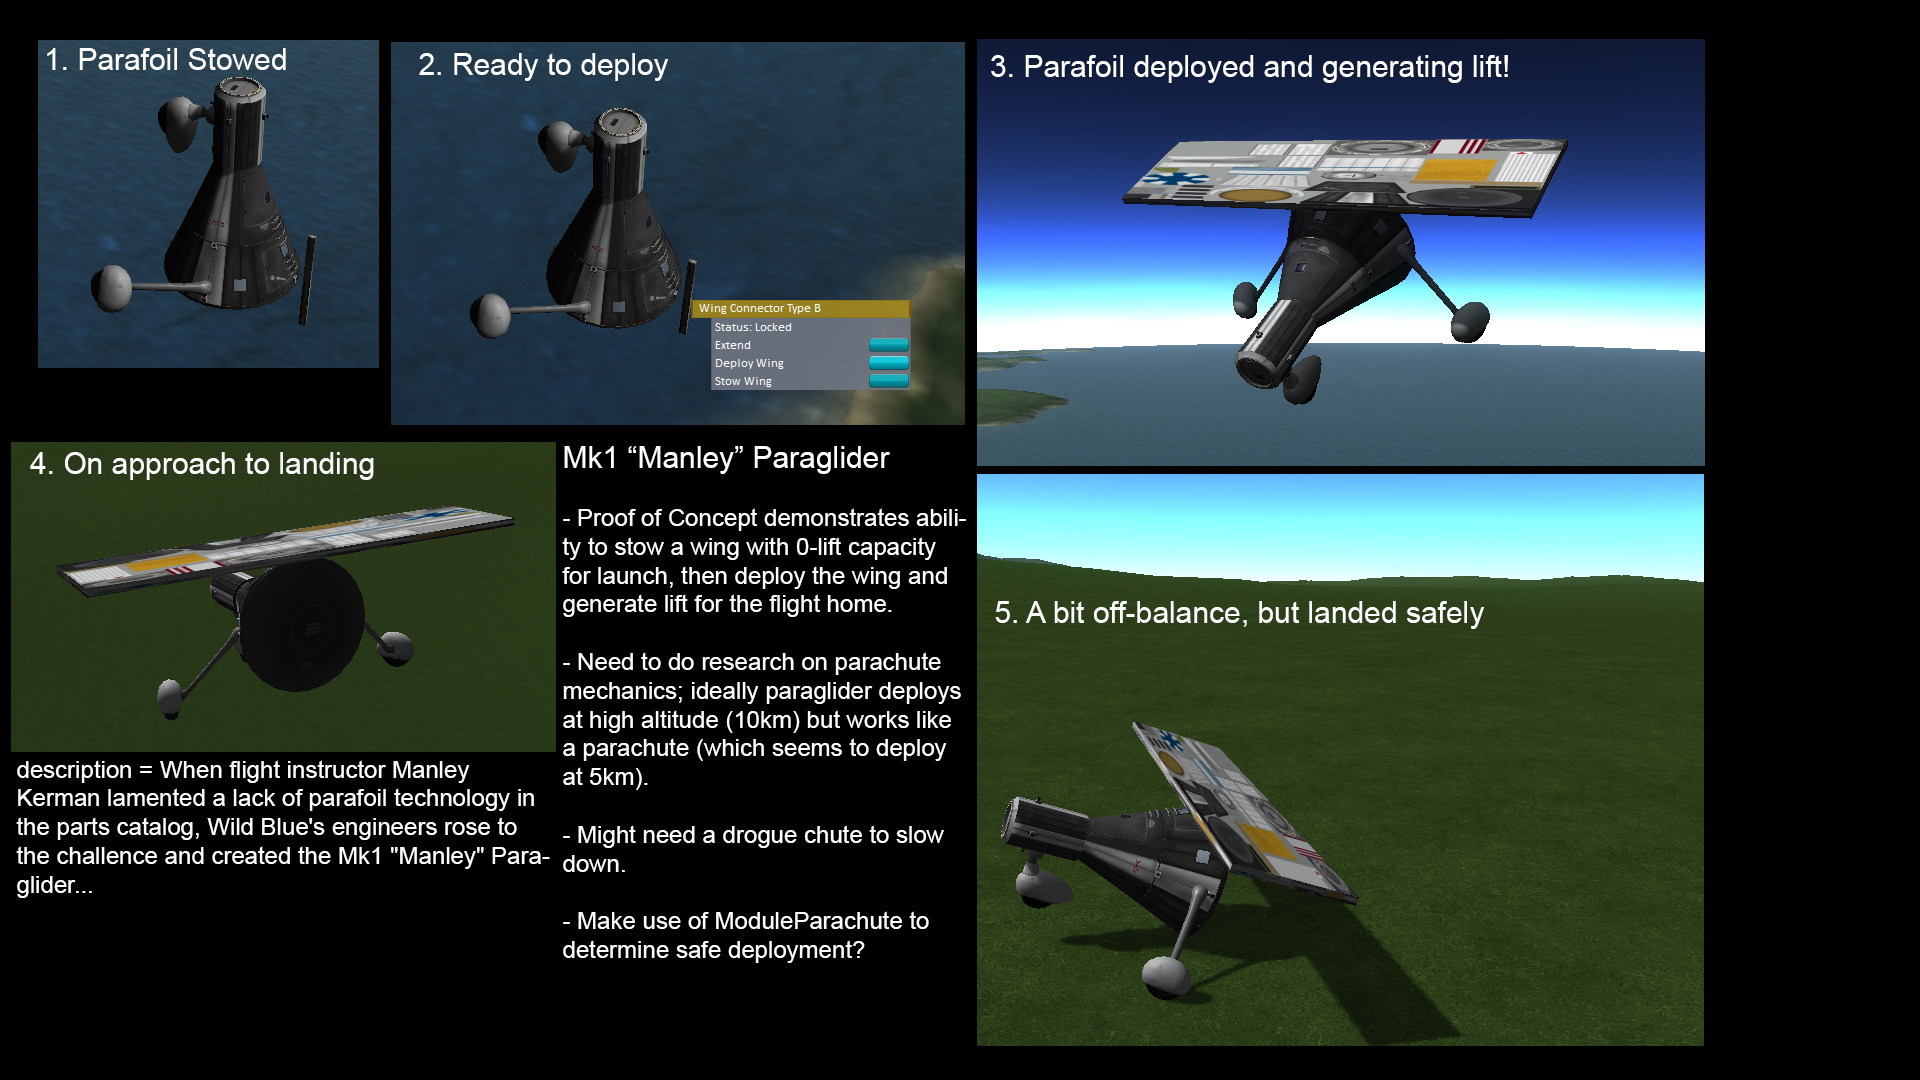 1. Parafoil Stowed
2. Ready to deploy
Wing Connector Type B
Status: Locked
Extend
Deploy Wing
Stow Wing
3. Parafoil deployed and generating lift!
4. On approach to landing
description = When flight instructor Manley
Kerman lamented a lack of parafoil technology in
the parts catalog, Wild Blue's engineers rose to
the challence and created the Mk1 "Manley" Para-
glider...
Mk1 “Manley” Paraglider
- Proof of Concept demonstrates abili-
ty to stow a wing with 0-lift capacity
for launch, then deploy the wing and
generate lift for the flight home.
- Need to do research on parachute
mechanics; ideally paraglider deploys
at high altitude (10km) but works like
a parachute (which seems to deploy
at 5km).
- Might need a drogue chute to slow
down.
- Make use of ModuleParachute to
determine safe deployment?
5. A bit off-balance, but landed safely